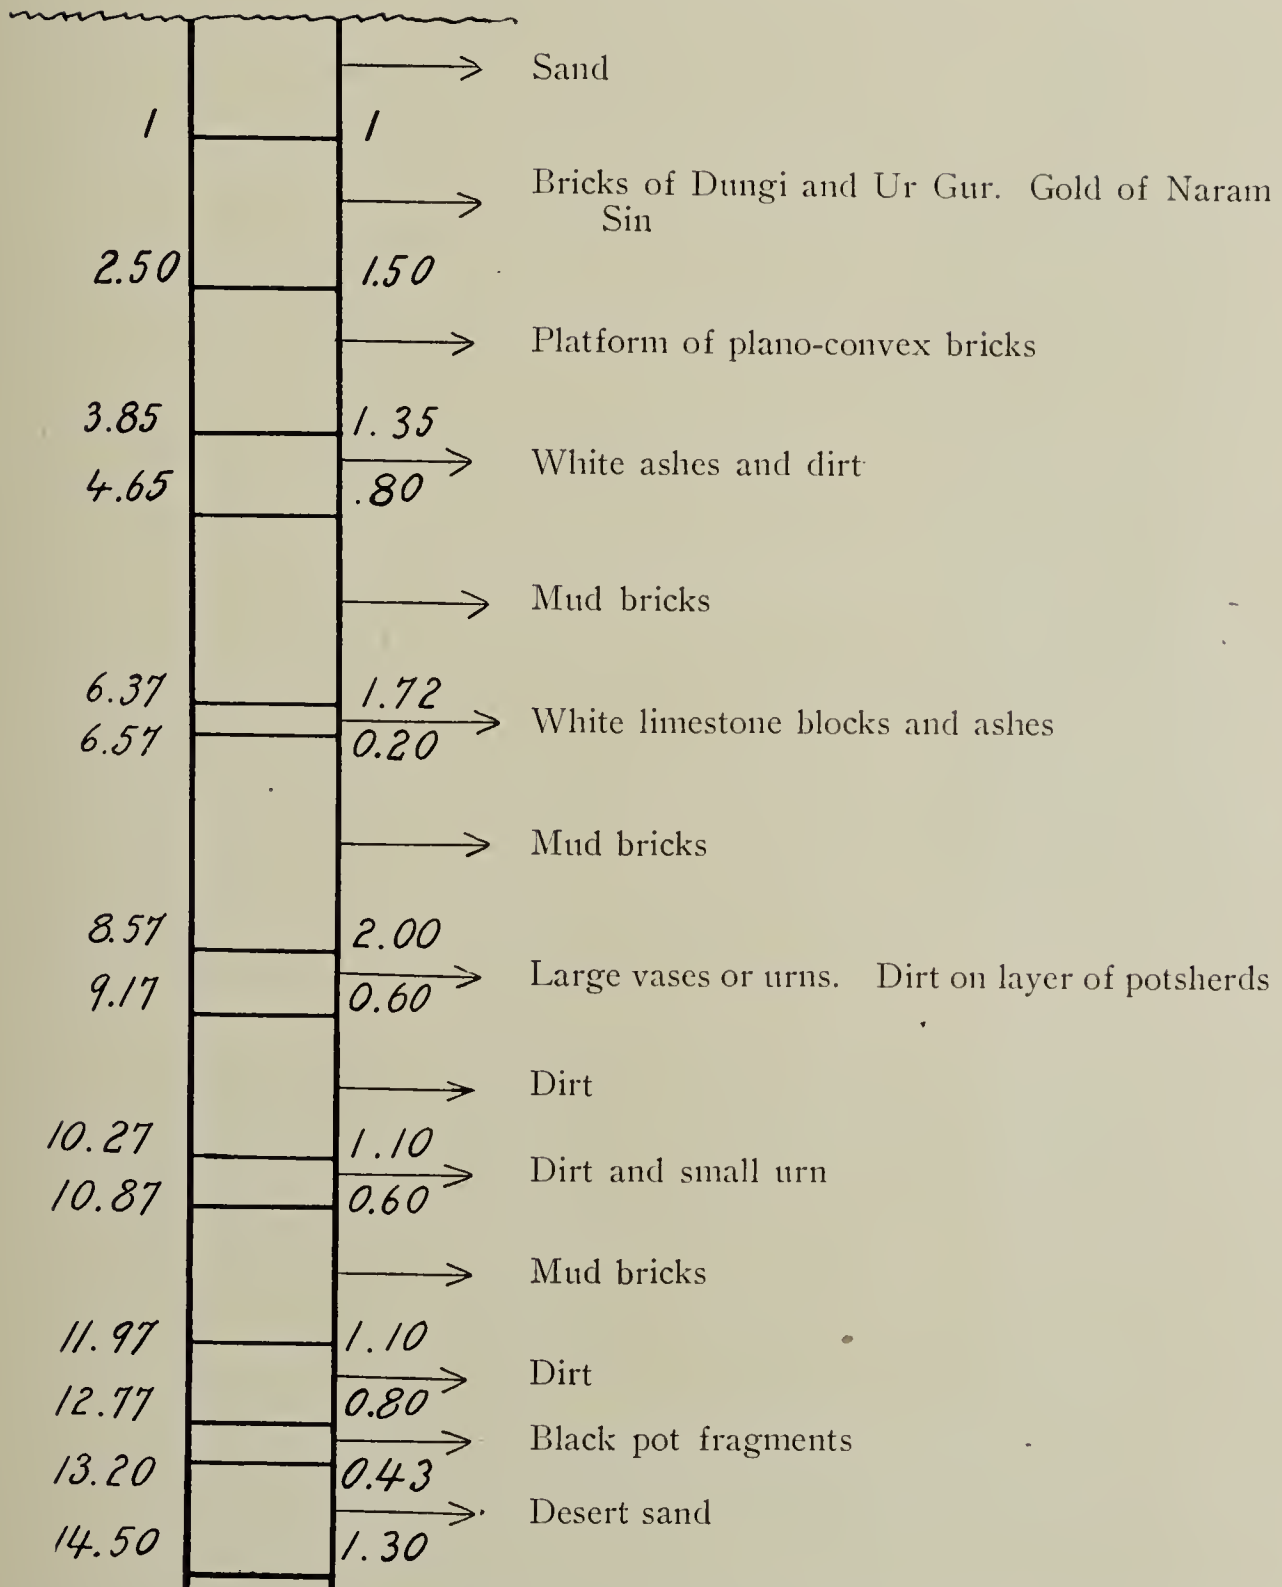 Sand
1 1
Bricks of Dungi and Ur Gur. Gold of Naram
Sin
2.50 1.50
Platform of plano-convex bricks
3.85 1.35
White ashes and dirt
4.65 .80
Mud bricks
6.37 1.72
White limestone blocks and ashes
6.57 0.20
Mud bricks
8.57 2.00
Large vases or urns. Dirt on layer of potsherds
9.17 0.60
Dirt
10.27 1.10
Dirt and small urn
10.87 0.60
Mud bricks
11.97 1.10
Dirt
12.77 0.80
Black pot fragments
13.20 0.43
Desert sand
14.50 1.30